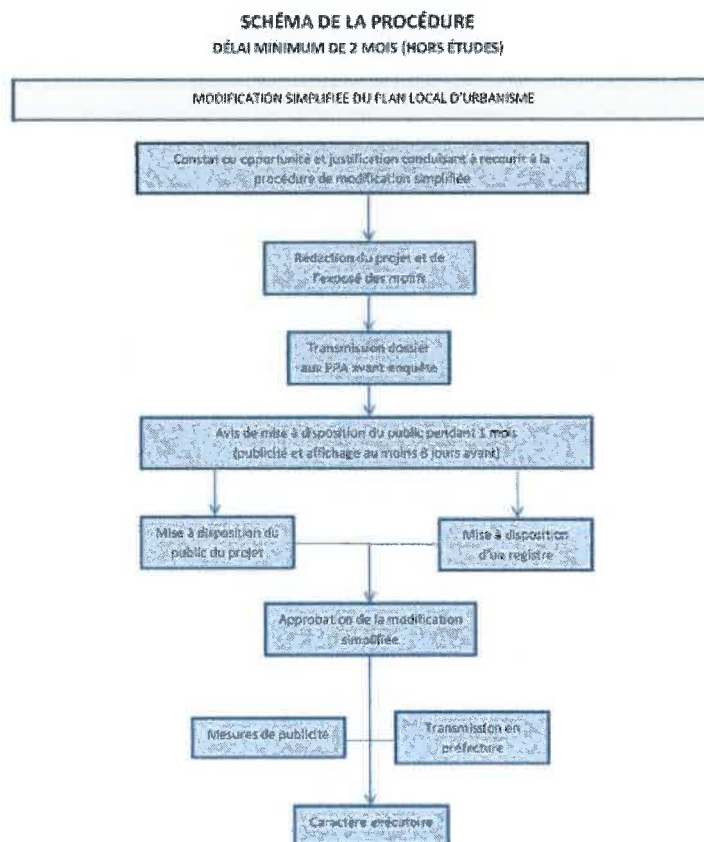 SCHÉMA DE LA PROCÉDURE
DÉLAI MINIMUM DE 2 MOIS (HORS ÉTUDES)
MODIFICATION SIMPLIFIEE DU PLAN LOCAL D'URBANISME
Constat ou opportunité et justification conduisant à recourir à la
procédure de modification simplifiée
Rédaction du projet et de
l'exposé des motifs
Transmission dossier
aux PPA avant enquête
Avis de mise à disposition du public pendant 1 mois
(publicité et affichage au moins 8 jours avant)
Mise à disposition du
public du projet
Mise à disposition
d'un registre
Approbation de la modification
simplifiée
Mesures de publicité
Transmission en
préfecture
Caractère exécutoire